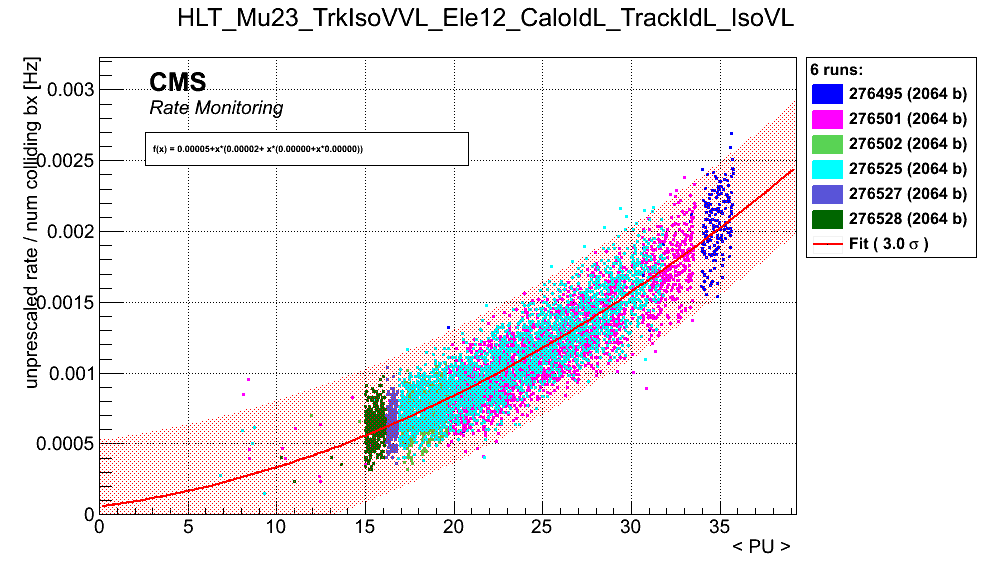 HLT_Mu23_TrkIsoVVL_Ele12_CaloIdL_TrackIdL_IsoVL
unprescaled rate / num colliding bx [Hz]
CMS
Rate Monitoring
f(x) = 0.00005+x*(0.00002+ x*(0.00000+x*0.00000))
0.003
0.0025
0.002
0.0015
0.001
0.0005
0
0 5 10 15 20 25 30 35
< PU >
6 runs:
276495 (2064 b)
276501 (2064 b)
276502 (2064 b)
276525 (2064 b)
276527 (2064 b)
276528 (2064 b)
Fit ( 3.0 σ )